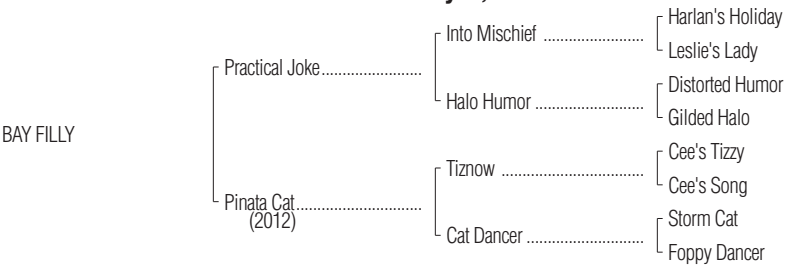 Harlan's Holiday
Into Mischief ........................
Leslie's Lady
Practical Joke........................
Distorted Humor
Halo Humor ..........................
Gilded Halo
BAY FILLY
Cee's Tizzy
Tiznow ..................................
Cee's Song
Pinata Cat..............................
(2012)
Storm Cat
Cat Dancer ............................
Foppy Dancer